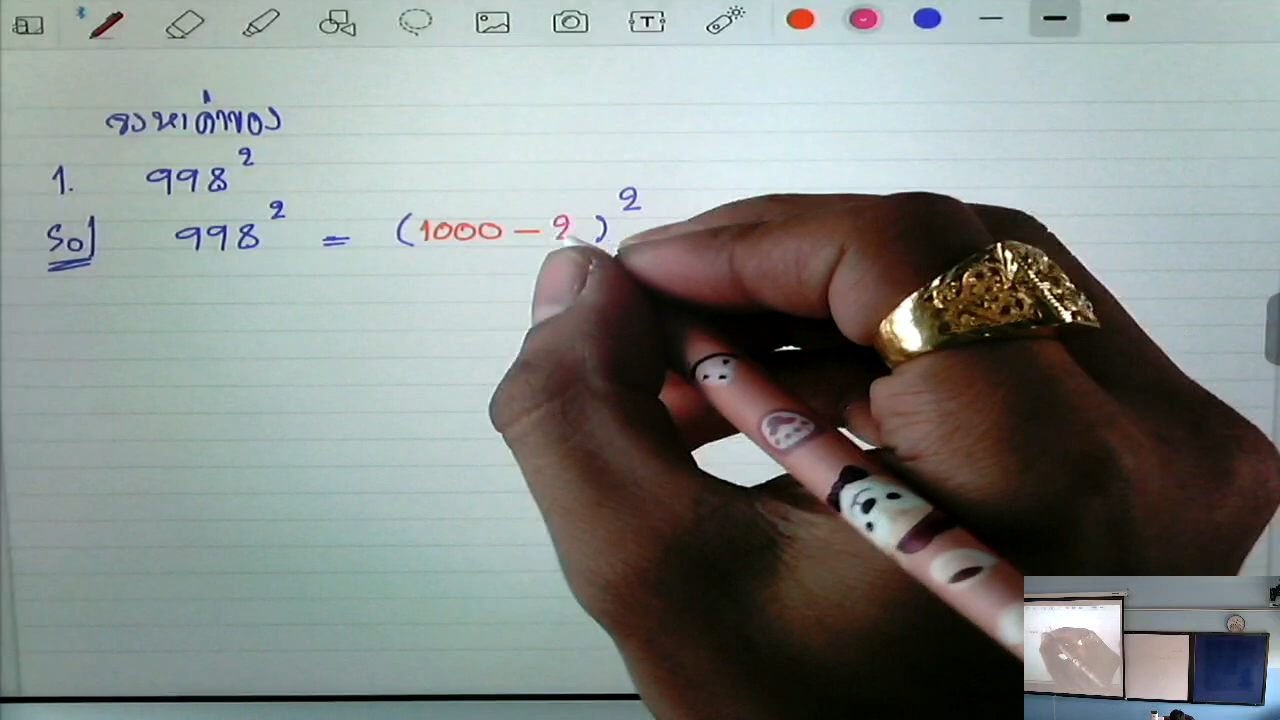 จงหาค่าของ
1. 998²
Sol 998² = (1000 - 2)²